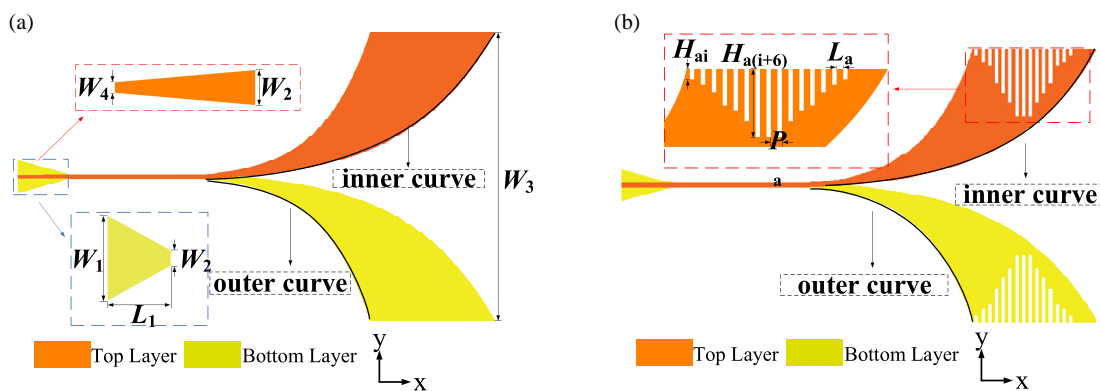 (a)
W4
W2
inner curve
W3
W1
W2
L1
outer curve
Top Layer
Bottom Layer
y
x
(b)
Hai
Ha(i+6)
La
P
a
inner curve
outer curve
Top Layer
Bottom Layer
y
x